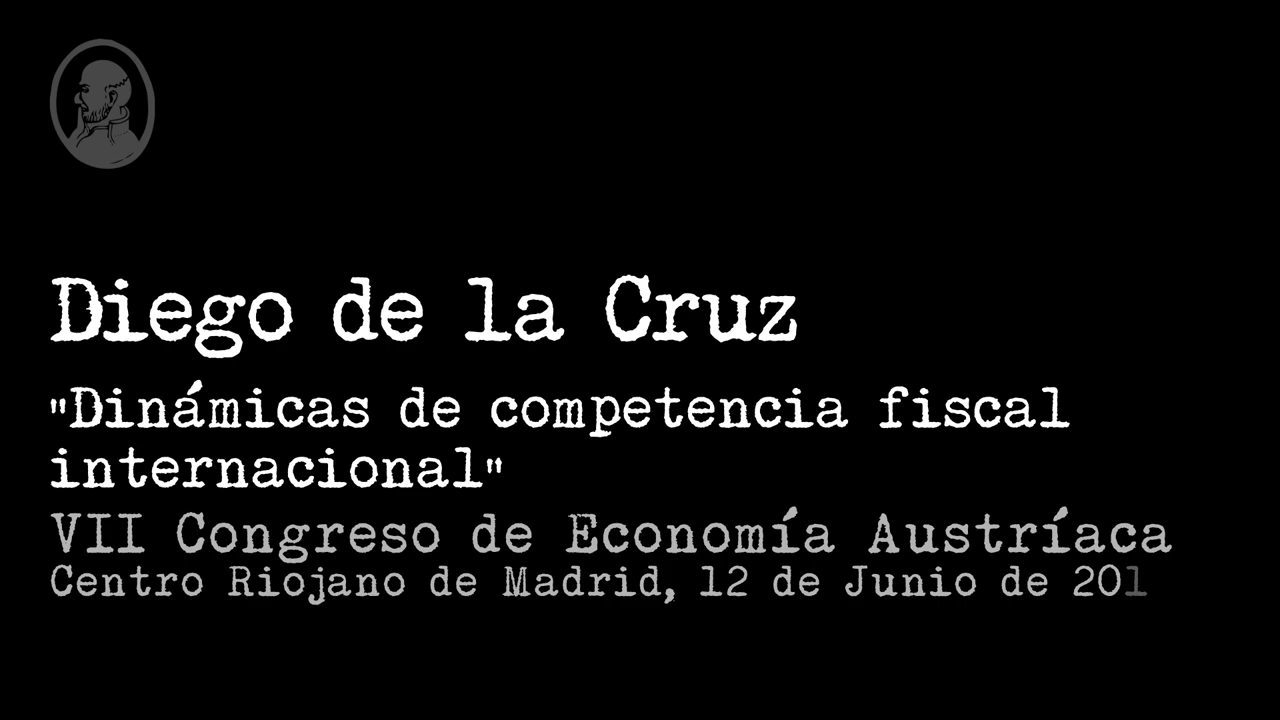 Diego de la Cruz
"Dinámicas de competencia fiscal
internacional"
VII Congreso de Economía Austríaca
Centro Riojano de Madrid, 12 de Junio de 201